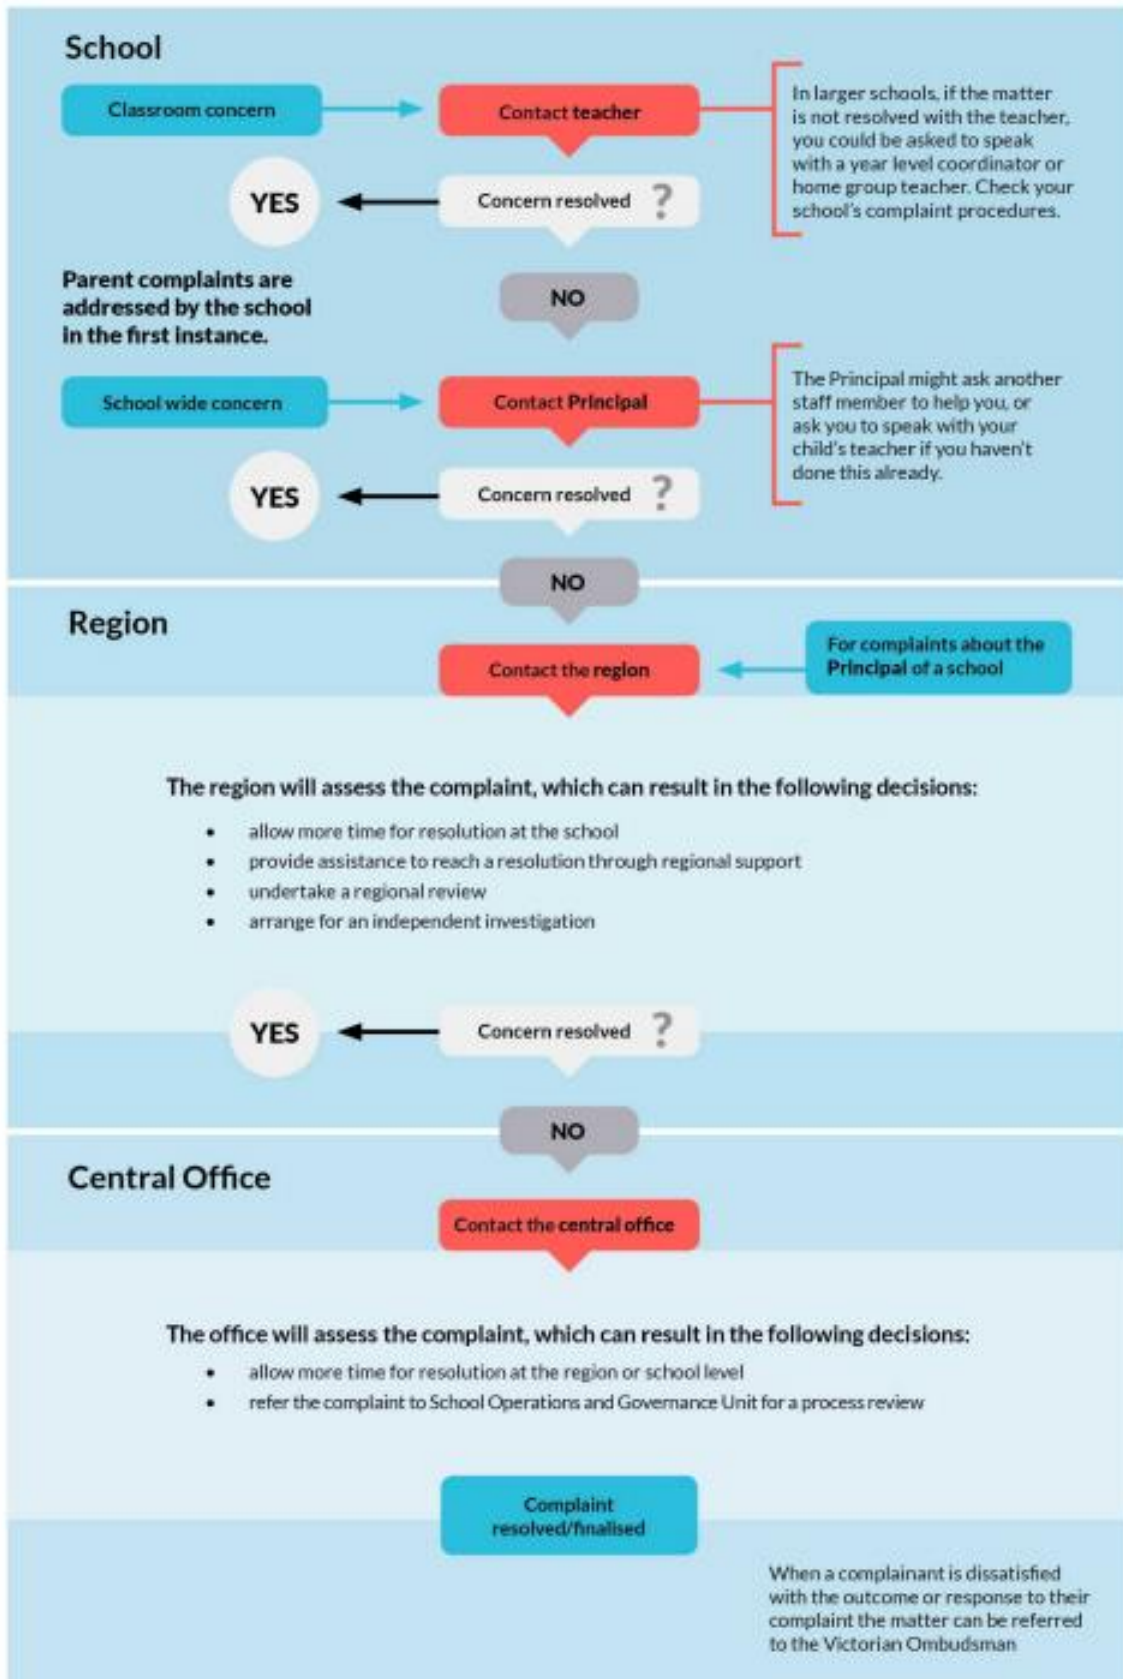 School
Classroom concern
Contact teacher
In larger schools, if the matter
is not resolved with the teacher,
you could be asked to speak
with a year level coordinator or
home group teacher. Check your
school's complaint procedures.
YES
Concern resolved ?
Parent complaints are
addressed by the school
in the first instance.
NO
School wide concern
Contact Principal
The Principal might ask another
staff member to help you, or
ask you to speak with your
child's teacher if you haven't
done this already.
YES
Concern resolved ?
NO
Region
Contact the region
For complaints about the
Principal of a school
The region will assess the complaint, which can result in the following decisions:
• allow more time for resolution at the school
• provide assistance to reach a resolution through regional support
• undertake a regional review
• arrange for an independent investigation
YES
Concern resolved ?
NO
Central Office
Contact the central office
The office will assess the complaint, which can result in the following decisions:
• allow more time for resolution at the region or school level
• refer the complaint to School Operations and Governance Unit for a process review
Complaint
resolved/finalised
When a complainant is dissatisfied
with the outcome or response to their
complaint the matter can be referred
to the Victorian Ombudsman